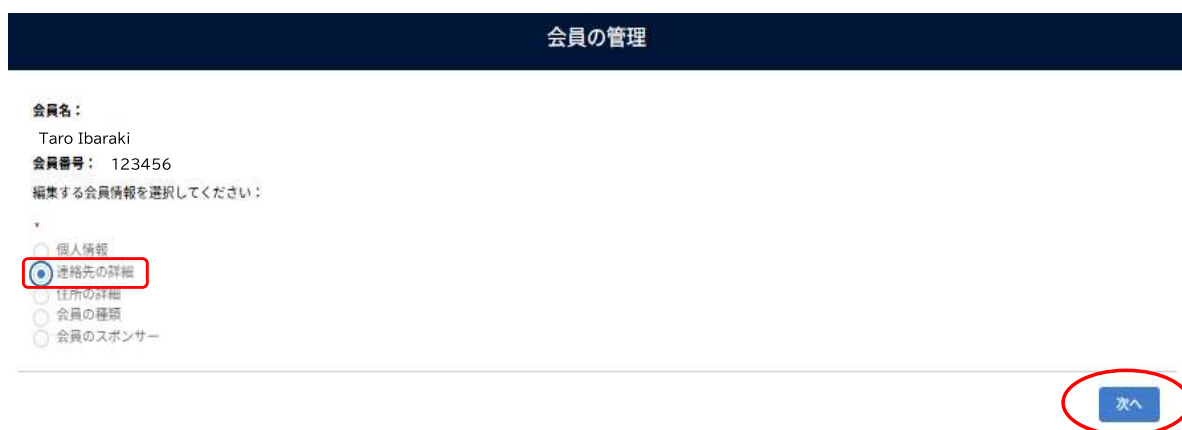 会員の管理
会員名：
Taro Ibaraki
会員番号： 123456
編集する会員情報を選択してください：
*
個人情報
連絡先の詳細
住所の詳細
会員の種類
会員のスポンサー
次へ